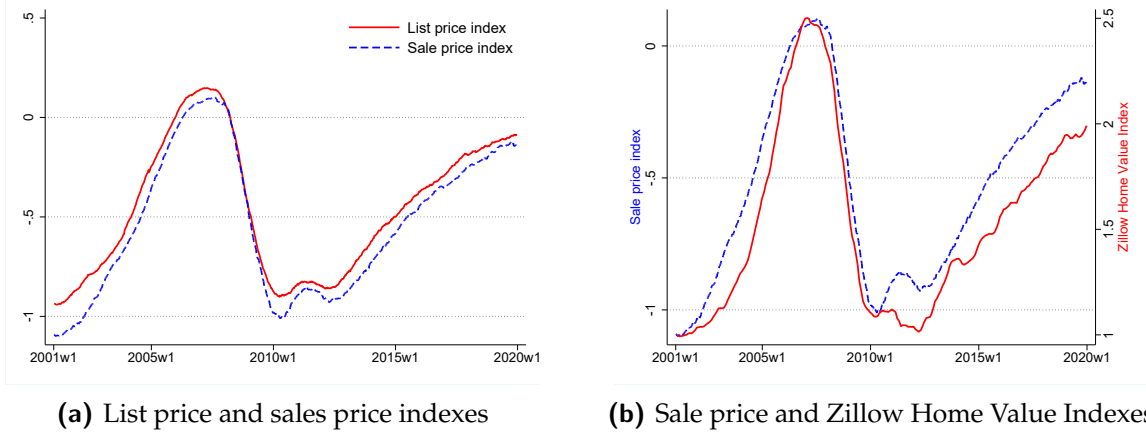 .5
0
-.5
-1
List price index
Sale price index
2001w1 2005w1 2010w1 2015w1 2020w1
(a) List price and sales price indexes
Sale price index
0
-.5
-1
2.5
2
1.5
1
Zillow Home Value Index
2001w1 2005w1 2010w1 2015w1 2020w1
(b) Sale price and Zillow Home Value Indexes